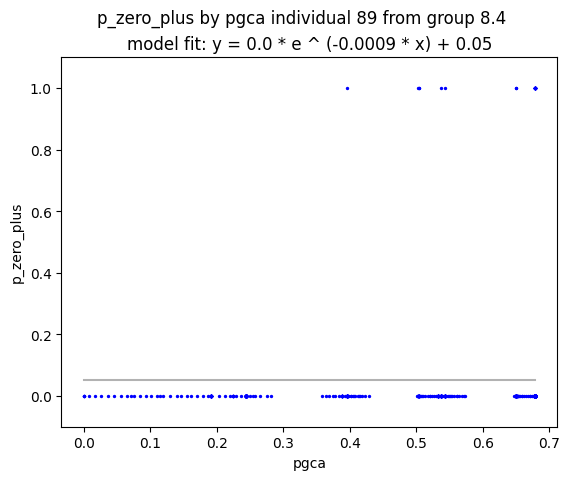 p_zero_plus by pgca individual 89 from group 8.4
model fit: y = 0.0 * e ^ (-0.0009 * x) + 0.05
1.0
0.8
0.6
0.4
0.2
0.0
p_zero_plus
0.0 0.1 0.2 0.3 0.4 0.5 0.6 0.7
pgca